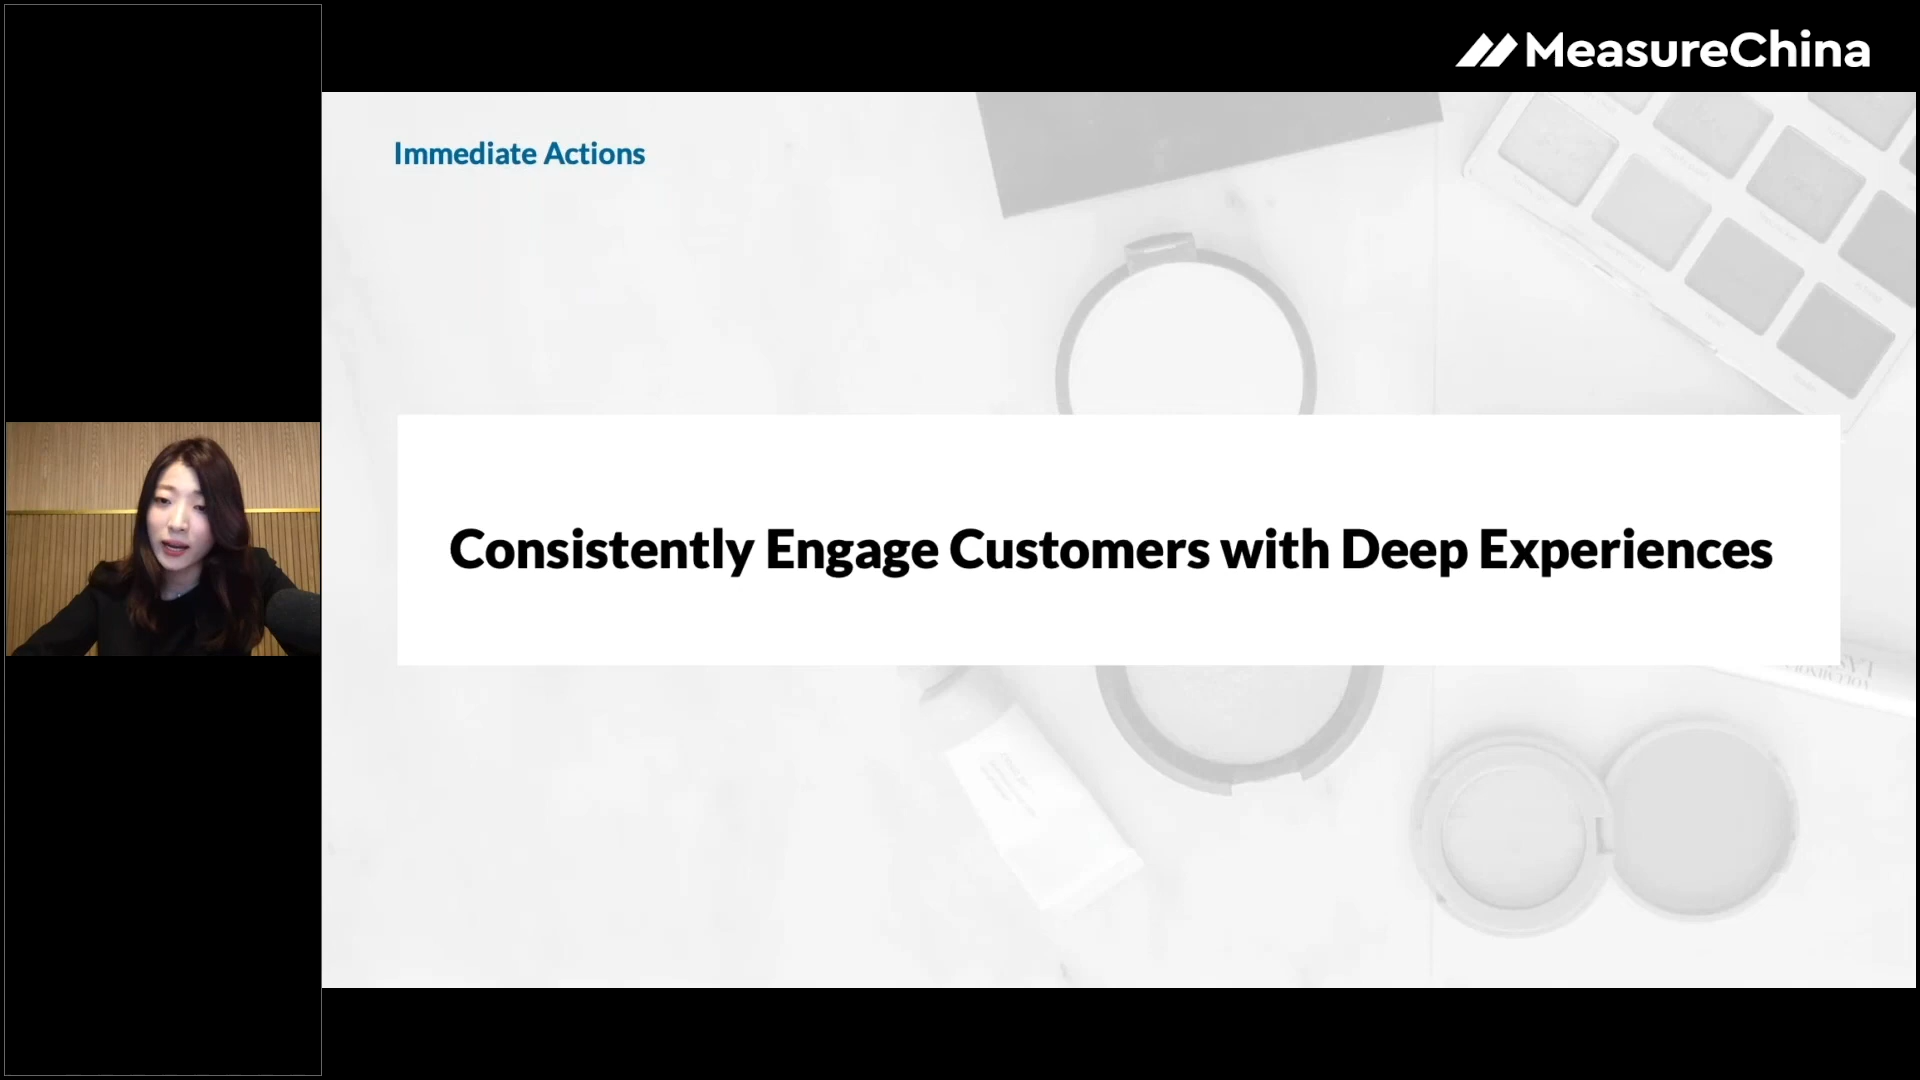 MeasureChina
Immediate Actions
Consistently Engage Customers with Deep Experiences